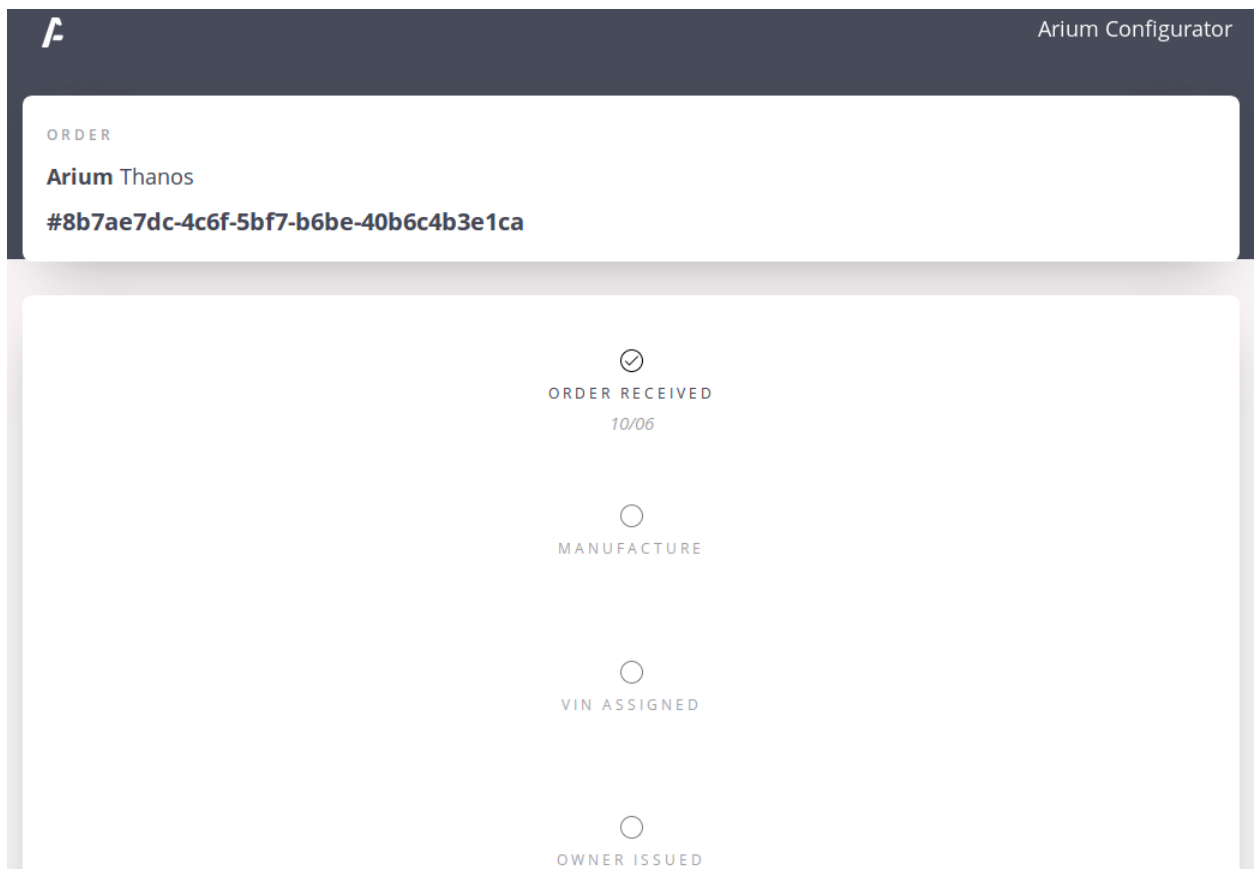 Arium Configurator
ORDER
Arium Thanos
#8b7ae7dc-4c6f-5bf7-b6be-40b6c4b3e1ca
ORDER RECEIVED
10/06
MANUFACTURE
VIN ASSIGNED
OWNER ISSUED